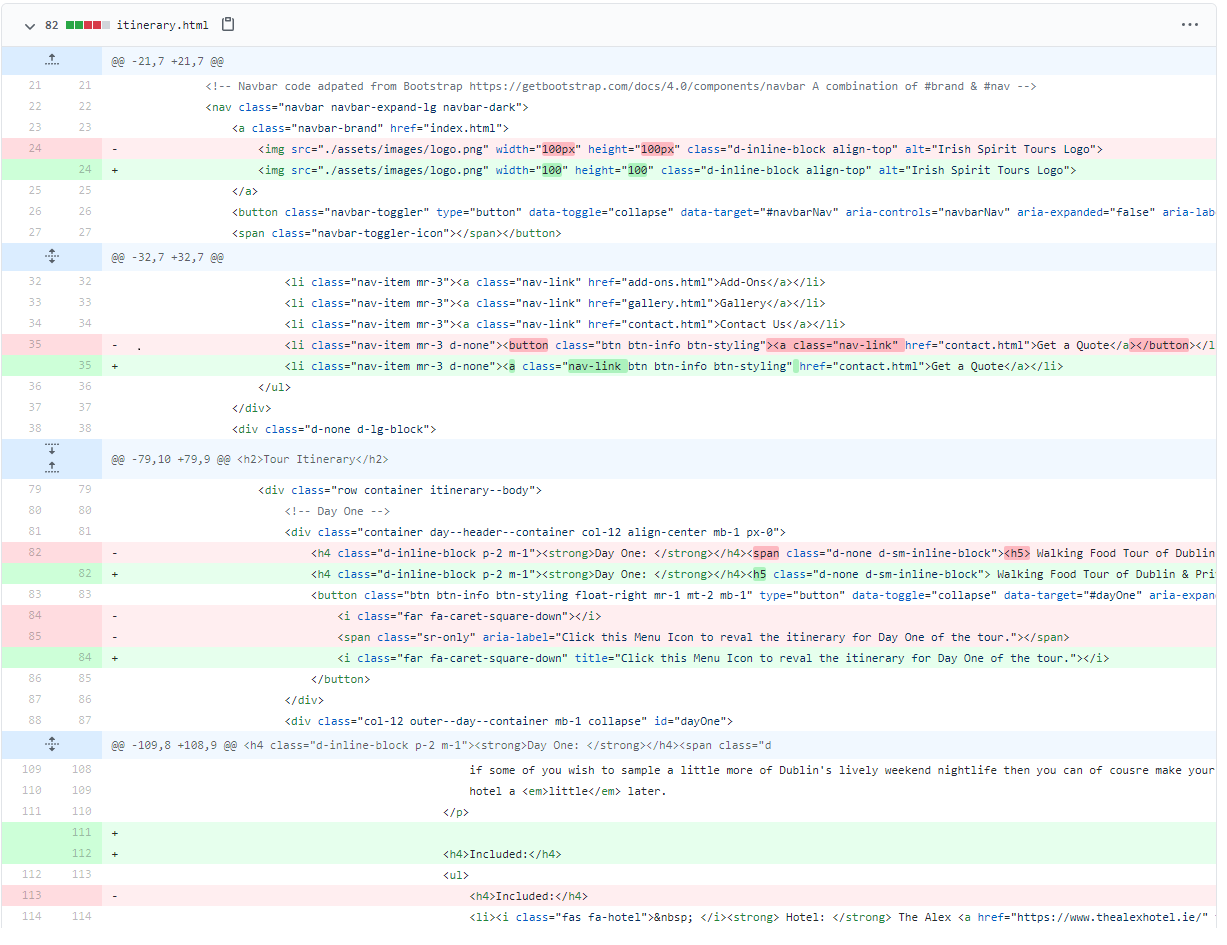 82 itinerary.html
@@ -21,7 +21,7 @@
21 21 <!-- Navbar code adpated from Bootstrap https://getbootstrap.com/docs/4.0/components/navbar A combination of #brand & #nav -->
22 22 <nav class="navbar navbar-expand-lg navbar-dark">
23 23 <a class="navbar-brand" href="index.html">
24 - <img src="./assets/images/logo.png" width="100px" height="100px" class="d-inline-block align-top" alt="Irish Spirit Tours Logo">
24 + <img src="./assets/images/logo.png" width="100" height="100" class="d-inline-block align-top" alt="Irish Spirit Tours Logo">
25 25 </a>
26 26 <button class="navbar-toggler" type="button" data-toggle="collapse" data-target="#navbarNav" aria-controls="navbarNav" aria-expanded="false" aria-lab
27 27 <span class="navbar-toggler-icon"></span></button>
@@ -32,7 +32,7 @@
32 32 <li class="nav-item mr-3"><a class="nav-link" href="add-ons.html">Add-Ons</a></li>
33 33 <li class="nav-item mr-3"><a class="nav-link" href="gallery.html">Gallery</a></li>
34 34 <li class="nav-item mr-3"><a class="nav-link" href="contact.html">Contact Us</a></li>
35 - . <li class="nav-item mr-3 d-none"><button class="btn btn-info btn-styling"><a class="nav-link" href="contact.html">Get a Quote</a></button></l
35 + <li class="nav-item mr-3 d-none"><a class="nav-link btn btn-info btn-styling" href="contact.html">Get a Quote</a></li>
36 36 </ul>
37 37 </div>
38 38 <div class="d-none d-lg-block">
@@ -79,10 +79,9 @@ <h2>Tour Itinerary</h2>
79 79 <div class="row container itinerary--body">
80 80 <!-- Day One -->
81 81 <div class="container day--header--container col-12 align-center mb-1 px-0">
82 - <h4 class="d-inline-block p-2 m-1"><strong>Day One: </strong></h4><span class="d-none d-sm-inline-block"><h5> Walking Food Tour of Dublin
82 + <h4 class="d-inline-block p-2 m-1"><strong>Day One: </strong></h4><h5 class="d-none d-sm-inline-block"> Walking Food Tour of Dublin & Pri
83 83 <button class="btn btn-info btn-styling float-right mr-1 mt-2 mb-1" type="button" data-toggle="collapse" data-target="#dayOne" aria-expan
84 - <i class="far fa-caret-square-down"></i>
85 - <span class="sr-only" aria-label="Click this Menu Icon to reval the itinerary for Day One of the tour."></span>
84 + <i class="far fa-caret-square-down" title="Click this Menu Icon to reval the itinerary for Day One of the tour."></i>
86 85 </button>
87 86 </div>
88 87 <div class="col-12 outer--day--container mb-1 collapse" id="dayOne">
@@ -109,8 +108,9 @@ <h4 class="d-inline-block p-2 m-1"><strong>Day One: </strong></h4><span class="d
109 108 if some of you wish to sample a little more of Dublin's lively weekend nightlife then you can of cousre make your
110 109 hotel a <em>little</em> later.
111 110 </p>
111 +
112 + <h4>Included:</h4>
112 113 <ul>
113 - <h4>Included:</h4>
114 114 <li><i class="fas fa-hotel">&nbsp; </i><strong> Hotel: </strong> The Alex <a href="https://www.thealexhotel.ie/"